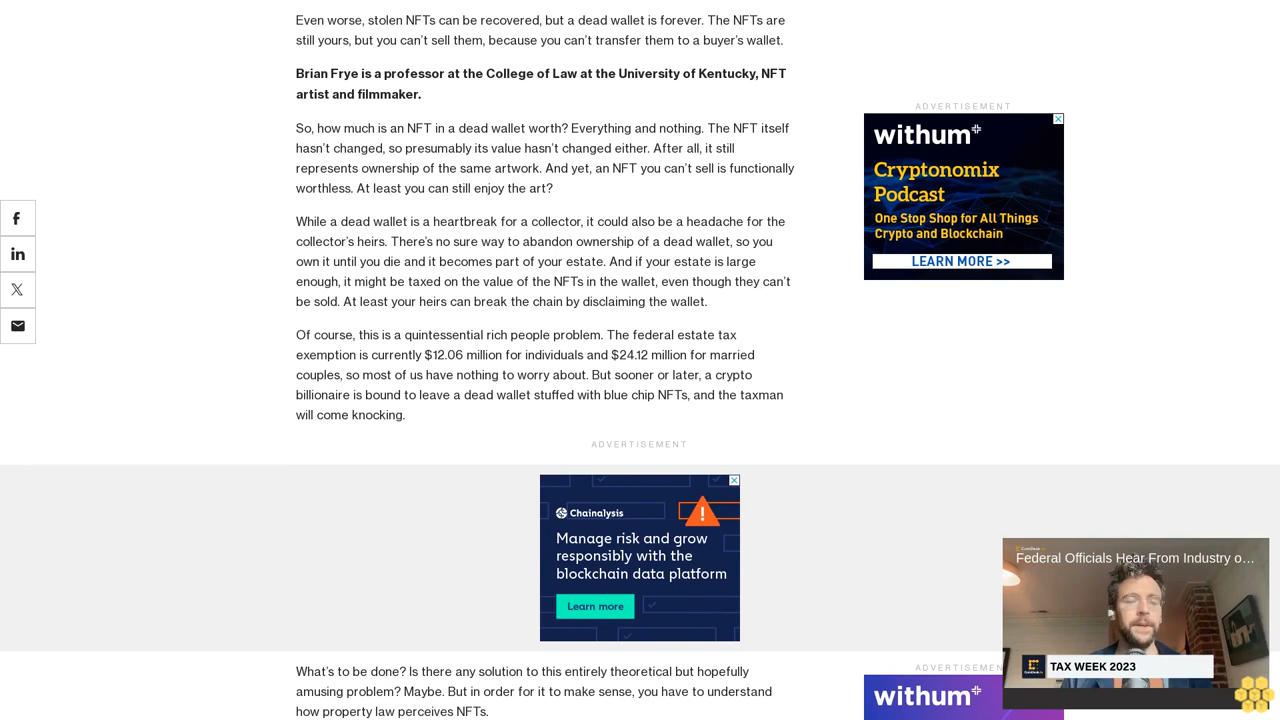 Even worse, stolen NFTs can be recovered, but a dead wallet is forever. The NFTs are
still yours, but you can’t sell them, because you can’t transfer them to a buyer’s wallet.
Brian Frye is a professor at the College of Law at the University of Kentucky, NFT
artist and filmmaker.
So, how much is an NFT in a dead wallet worth? Everything and nothing. The NFT itself
hasn’t changed, so presumably its value hasn’t changed either. After all, it still
represents ownership of the same artwork. And yet, an NFT you can’t sell is functionally
worthless. At least you can still enjoy the art?
While a dead wallet is a heartbreak for a collector, it could also be a headache for the
collector’s heirs. There’s no sure way to abandon ownership of a dead wallet, so you
own it until you die and it becomes part of your estate. And if your estate is large
enough, it might be taxed on the value of the NFTs in the wallet, even though they can’t
be sold. At least your heirs can break the chain by disclaiming the wallet.
Of course, this is a quintessential rich people problem. The federal estate tax
exemption is currently $12.06 million for individuals and $24.12 million for married
couples, so most of us have nothing to worry about. But sooner or later, a crypto
billionaire is bound to leave a dead wallet stuffed with blue chip NFTs, and the taxman
will come knocking.
ADVERTISEMENT
withum
Cryptonomix
Podcast
One Stop Shop for All Things
Crypto and Blockchain
LEARN MORE >>
ADVERTISEMENT
Chainalysis
Manage risk and grow
responsibly with the
blockchain data platform
Learn more
Federal Officials Hear From Industry o…
TAX WEEK 2023
What’s to be done? Is there any solution to this entirely theoretical but hopefully
amusing problem? Maybe. But in order for it to make sense, you have to understand
how property law perceives NFTs.
ADVERTISEMEN
withum